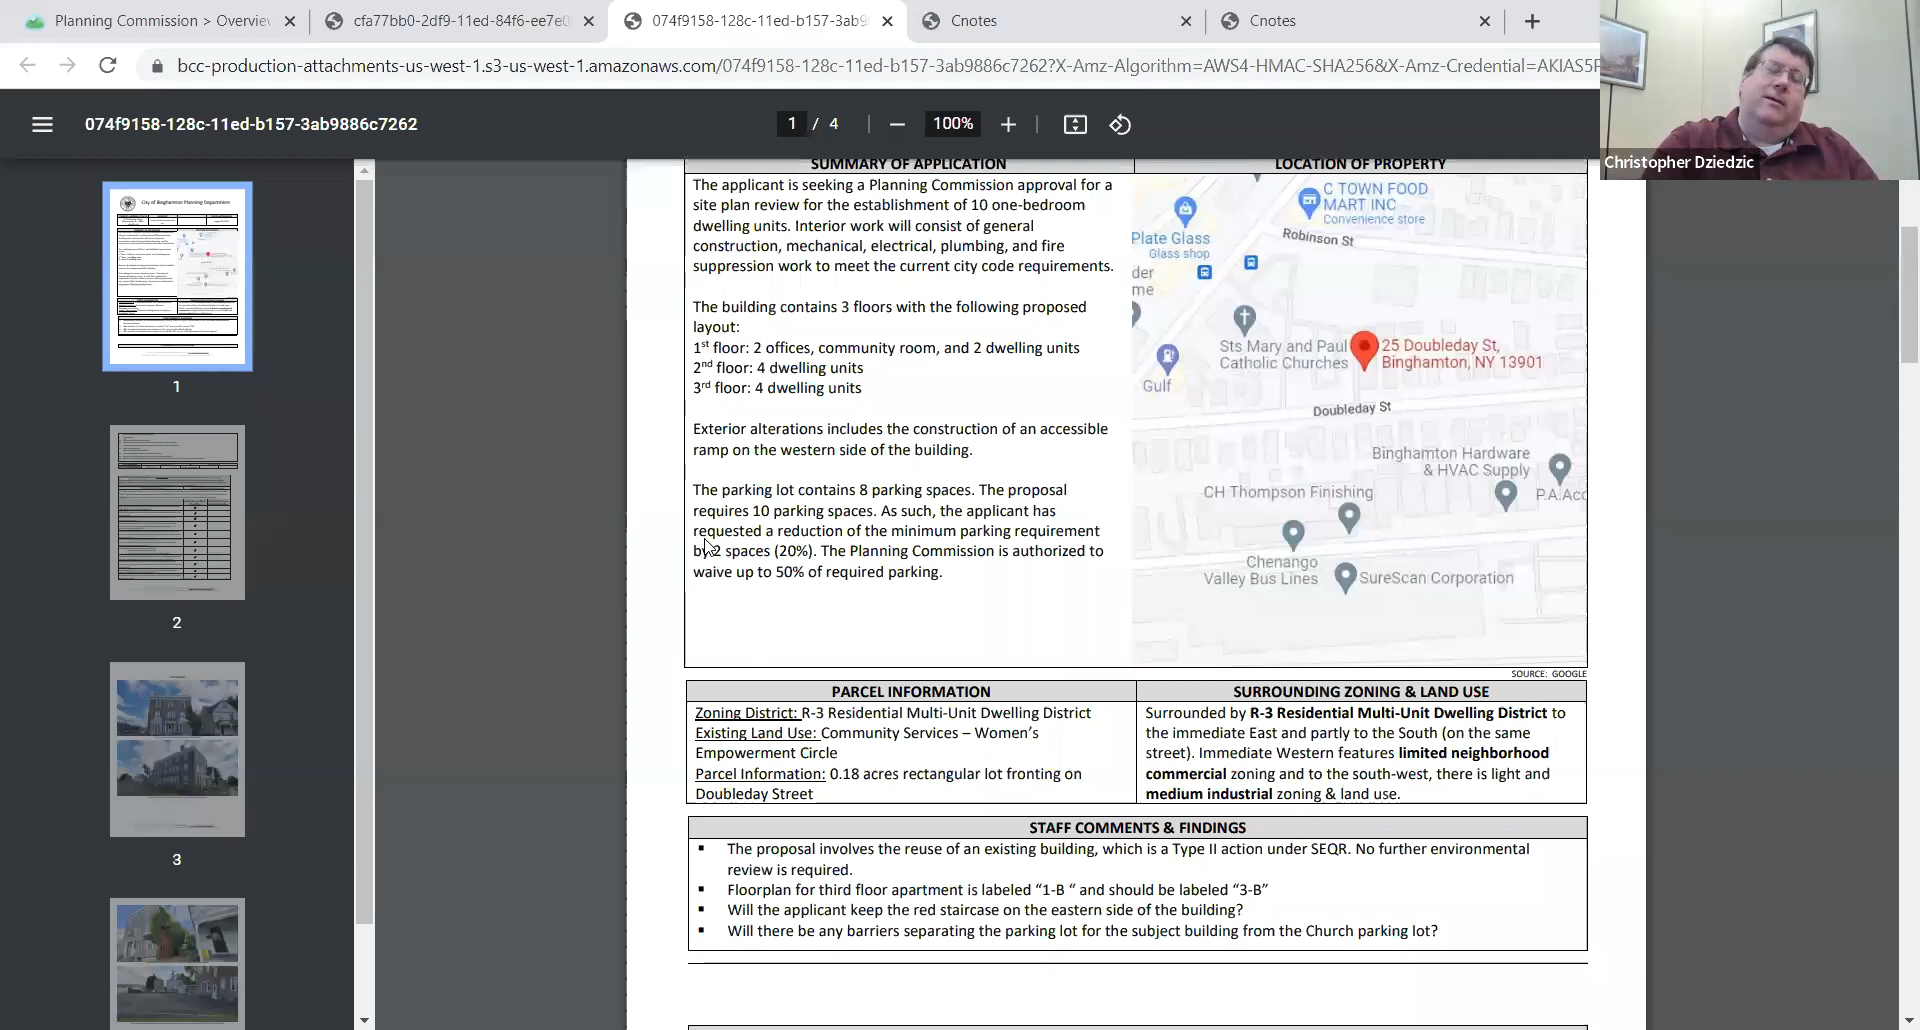 Planning Commission > Overvie
cfa77bb0-2df9-11ed-84f6-ee7e0
074f9158-128c-11ed-b157-3ab9
Cnotes
Cnotes
bcc-production-attachments-us-west-1.s3-us-west-1.amazonaws.com/074f9158-128c-11ed-b157-3ab9886c7262?X-Amz-Algorithm=AWS4-HMAC-SHA256&X-Amz-Credential=AKIAS5F
074f9158-128c-11ed-b157-3ab9886c7262
1 / 4
100%
Christopher Dziedzic
City of Binghamton Planning Department
1
2
3
SUMMARY OF APPLICATION
The applicant is seeking a Planning Commission approval for a
site plan review for the establishment of 10 one-bedroom
dwelling units. Interior work will consist of general
construction, mechanical, electrical, plumbing, and fire
suppression work to meet the current city code requirements.
The building contains 3 floors with the following proposed
layout:
1st floor: 2 offices, community room, and 2 dwelling units
2nd floor: 4 dwelling units
3rd floor: 4 dwelling units
Exterior alterations includes the construction of an accessible
ramp on the western side of the building.
The parking lot contains 8 parking spaces. The proposal
requires 10 parking spaces. As such, the applicant has
requested a reduction of the minimum parking requirement
by 2 spaces (20%). The Planning Commission is authorized to
waive up to 50% of required parking.
LOCATION OF PROPERTY
C TOWN FOOD
MART INC
Convenience store
Plate Glass
Glass shop
Robinson St
der
me
Sts Mary and Paul
Catholic Churches
25 Doubleday St,
Binghamton, NY 13901
Gulf
Doubleday St
Binghamton Hardware
& HVAC Supply
CH Thompson Finishing
P.A.Acc
Chenango
Valley Bus Lines
SureScan Corporation
SOURCE: GOOGLE
PARCEL INFORMATION
Zoning District: R-3 Residential Multi-Unit Dwelling District
Existing Land Use: Community Services – Women’s
Empowerment Circle
Parcel Information: 0.18 acres rectangular lot fronting on
Doubleday Street
SURROUNDING ZONING & LAND USE
Surrounded by R-3 Residential Multi-Unit Dwelling District to
the immediate East and partly to the South (on the same
street). Immediate Western features limited neighborhood
commercial zoning and to the south-west, there is light and
medium industrial zoning & land use.
STAFF COMMENTS & FINDINGS
▪ The proposal involves the reuse of an existing building, which is a Type II action under SEQR. No further environmental
review is required.
▪ Floorplan for third floor apartment is labeled “1-B “ and should be labeled “3-B”
▪ Will the applicant keep the red staircase on the eastern side of the building?
▪ Will there be any barriers separating the parking lot for the subject building from the Church parking lot?